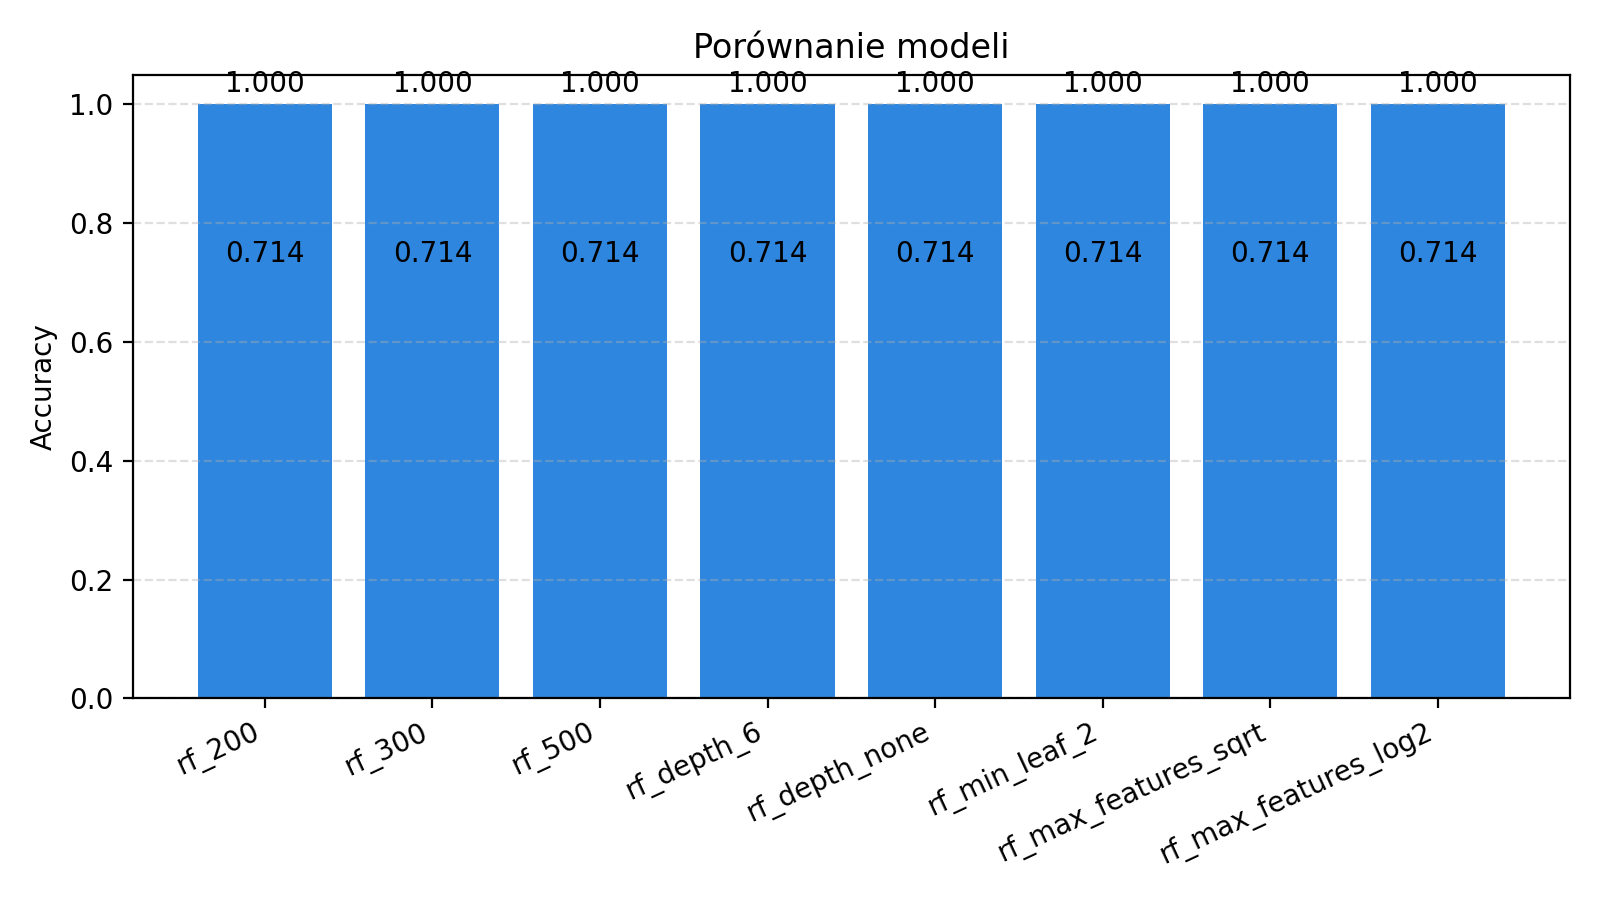 Porównanie modeli
1.000 1.000 1.000 1.000 1.000 1.000 1.000 1.000
1.0
0.8
0.714 0.714 0.714 0.714 0.714 0.714 0.714 0.714
0.6
0.4
0.2
0.0
Accuracy
rf_200
rf_300
rf_500
rf_depth_6
rf_depth_none
rf_min_leaf_2
rf_max_features_sqrt
rf_max_features_log2